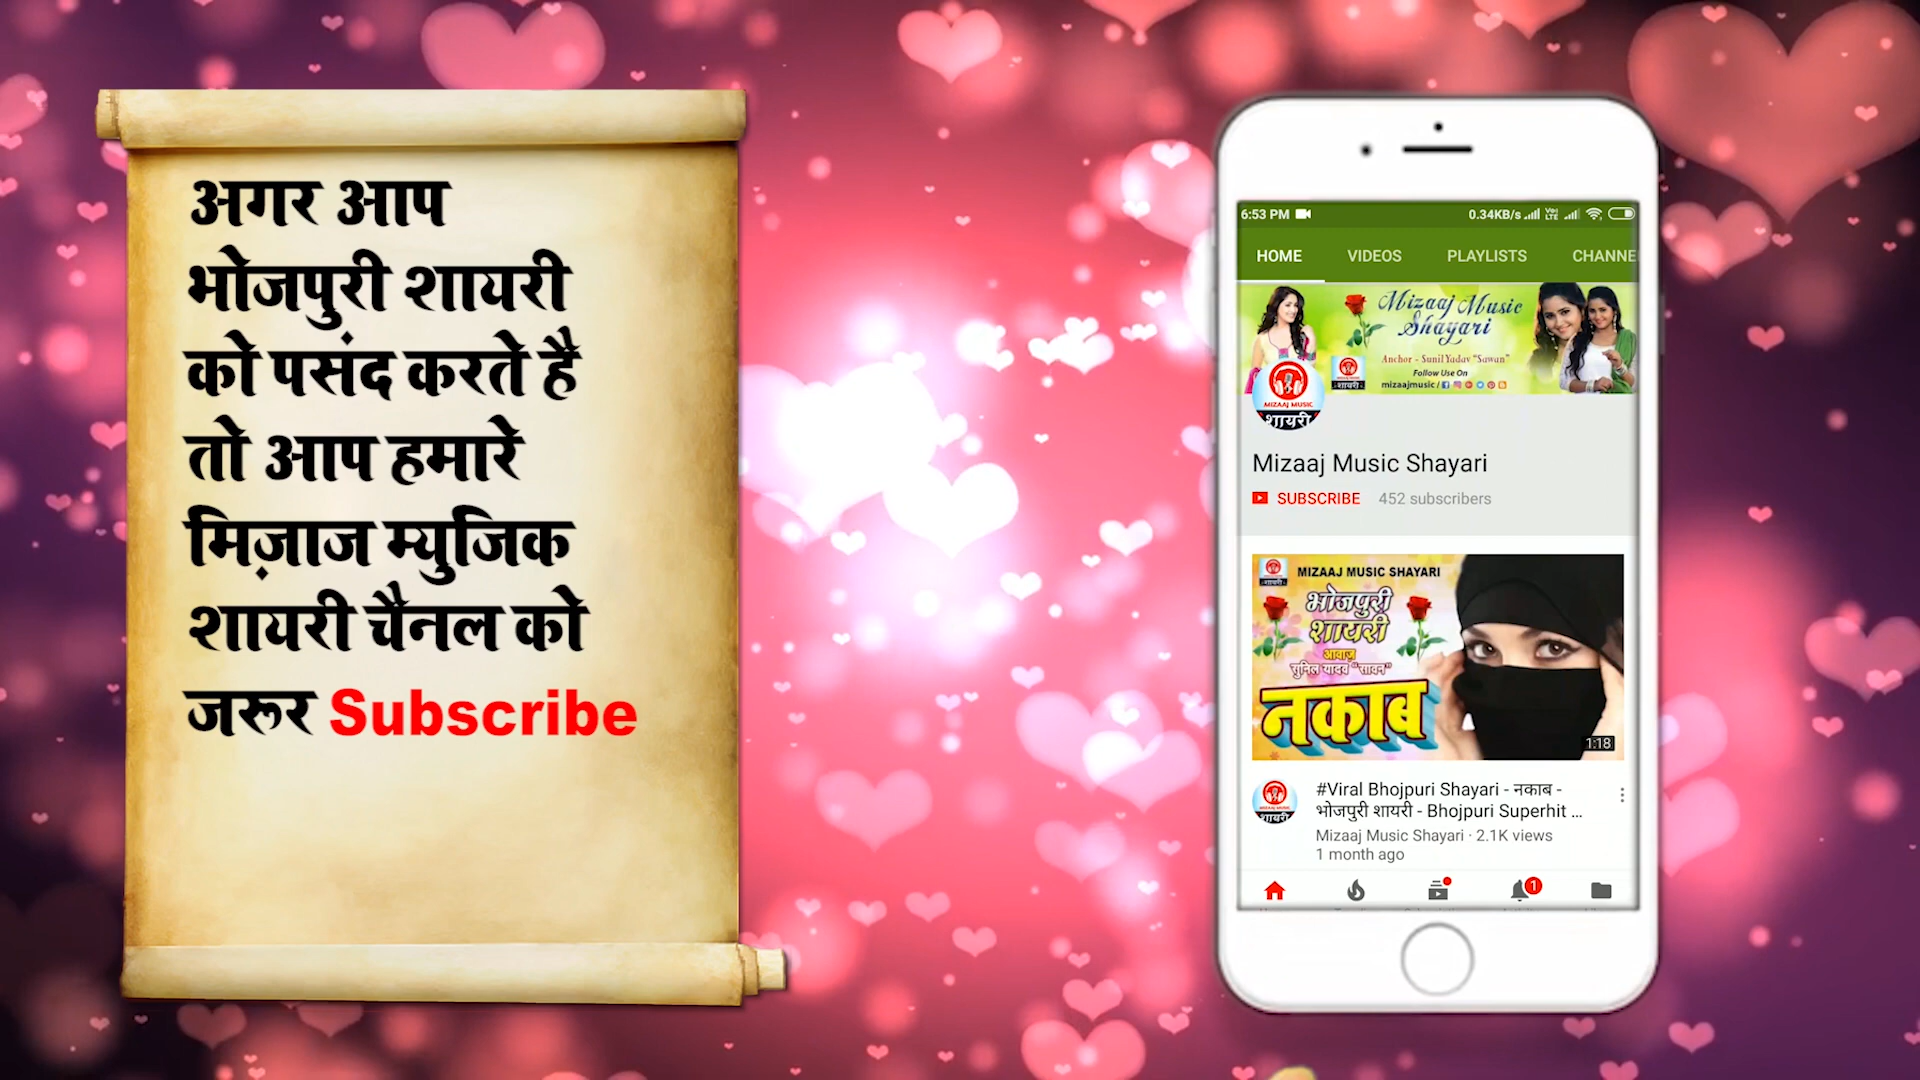 अगर आप
भोजपुरी शायरी
को पसंद करते है
तो आप हमारे
मिज़ाज म्युजिक
शायरी चैनल को
जरूर Subscribe
6:53 PM 0.34KB/s
HOME VIDEOS PLAYLISTS CHANNE
Mizaaj Music
Shayari
Anchor - Sunil Yadav "Sawan"
Follow Use On
mizaajmusic /
शायरी
MIZAAJ MUSIC
शायरी
Mizaaj Music Shayari
SUBSCRIBE 452 subscribers
MIZAAJ MUSIC SHAYARI
भोजपुरी
शायरी
आवाज़
सुनिल यादव "सावन"
नकाब
1:18
#Viral Bhojpuri Shayari - नकाब -
भोजपुरी शायरी - Bhojpuri Superhit ...
Mizaaj Music Shayari · 2.1K views
1 month ago
1